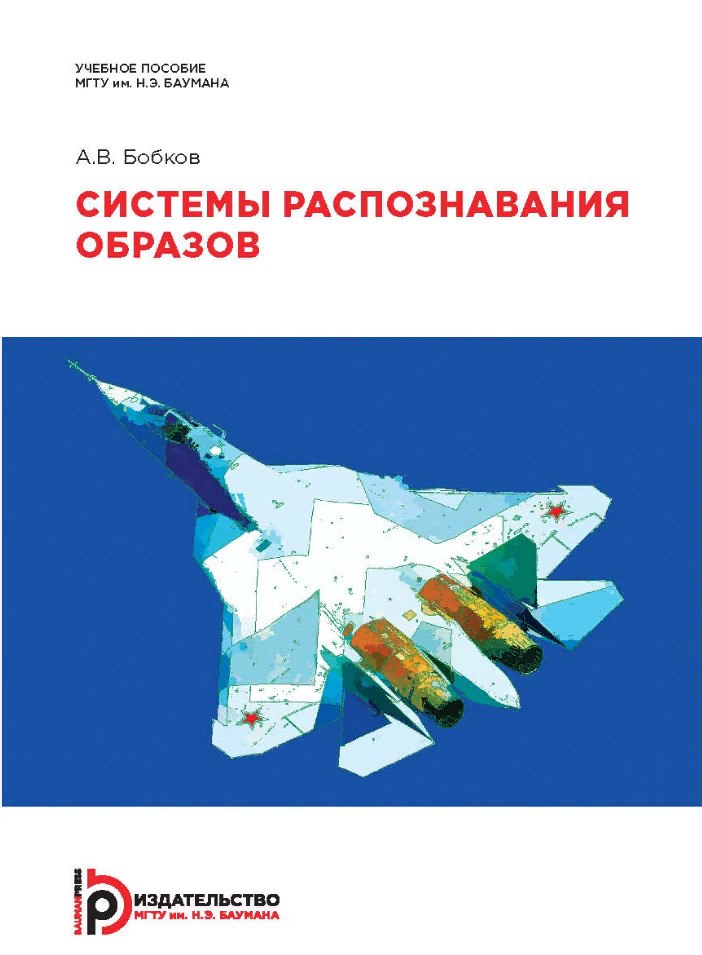 УЧЕБНОЕ ПОСОБИЕ
МГТУ им. Н.Э. БАУМАНА
А.В. Бобков
СИСТЕМЫ РАСПОЗНАВАНИЯ
ОБРАЗОВ
BAUMANPRESS
ИЗДАТЕЛЬСТВО
МГТУ им. Н.Э. БАУМАНА